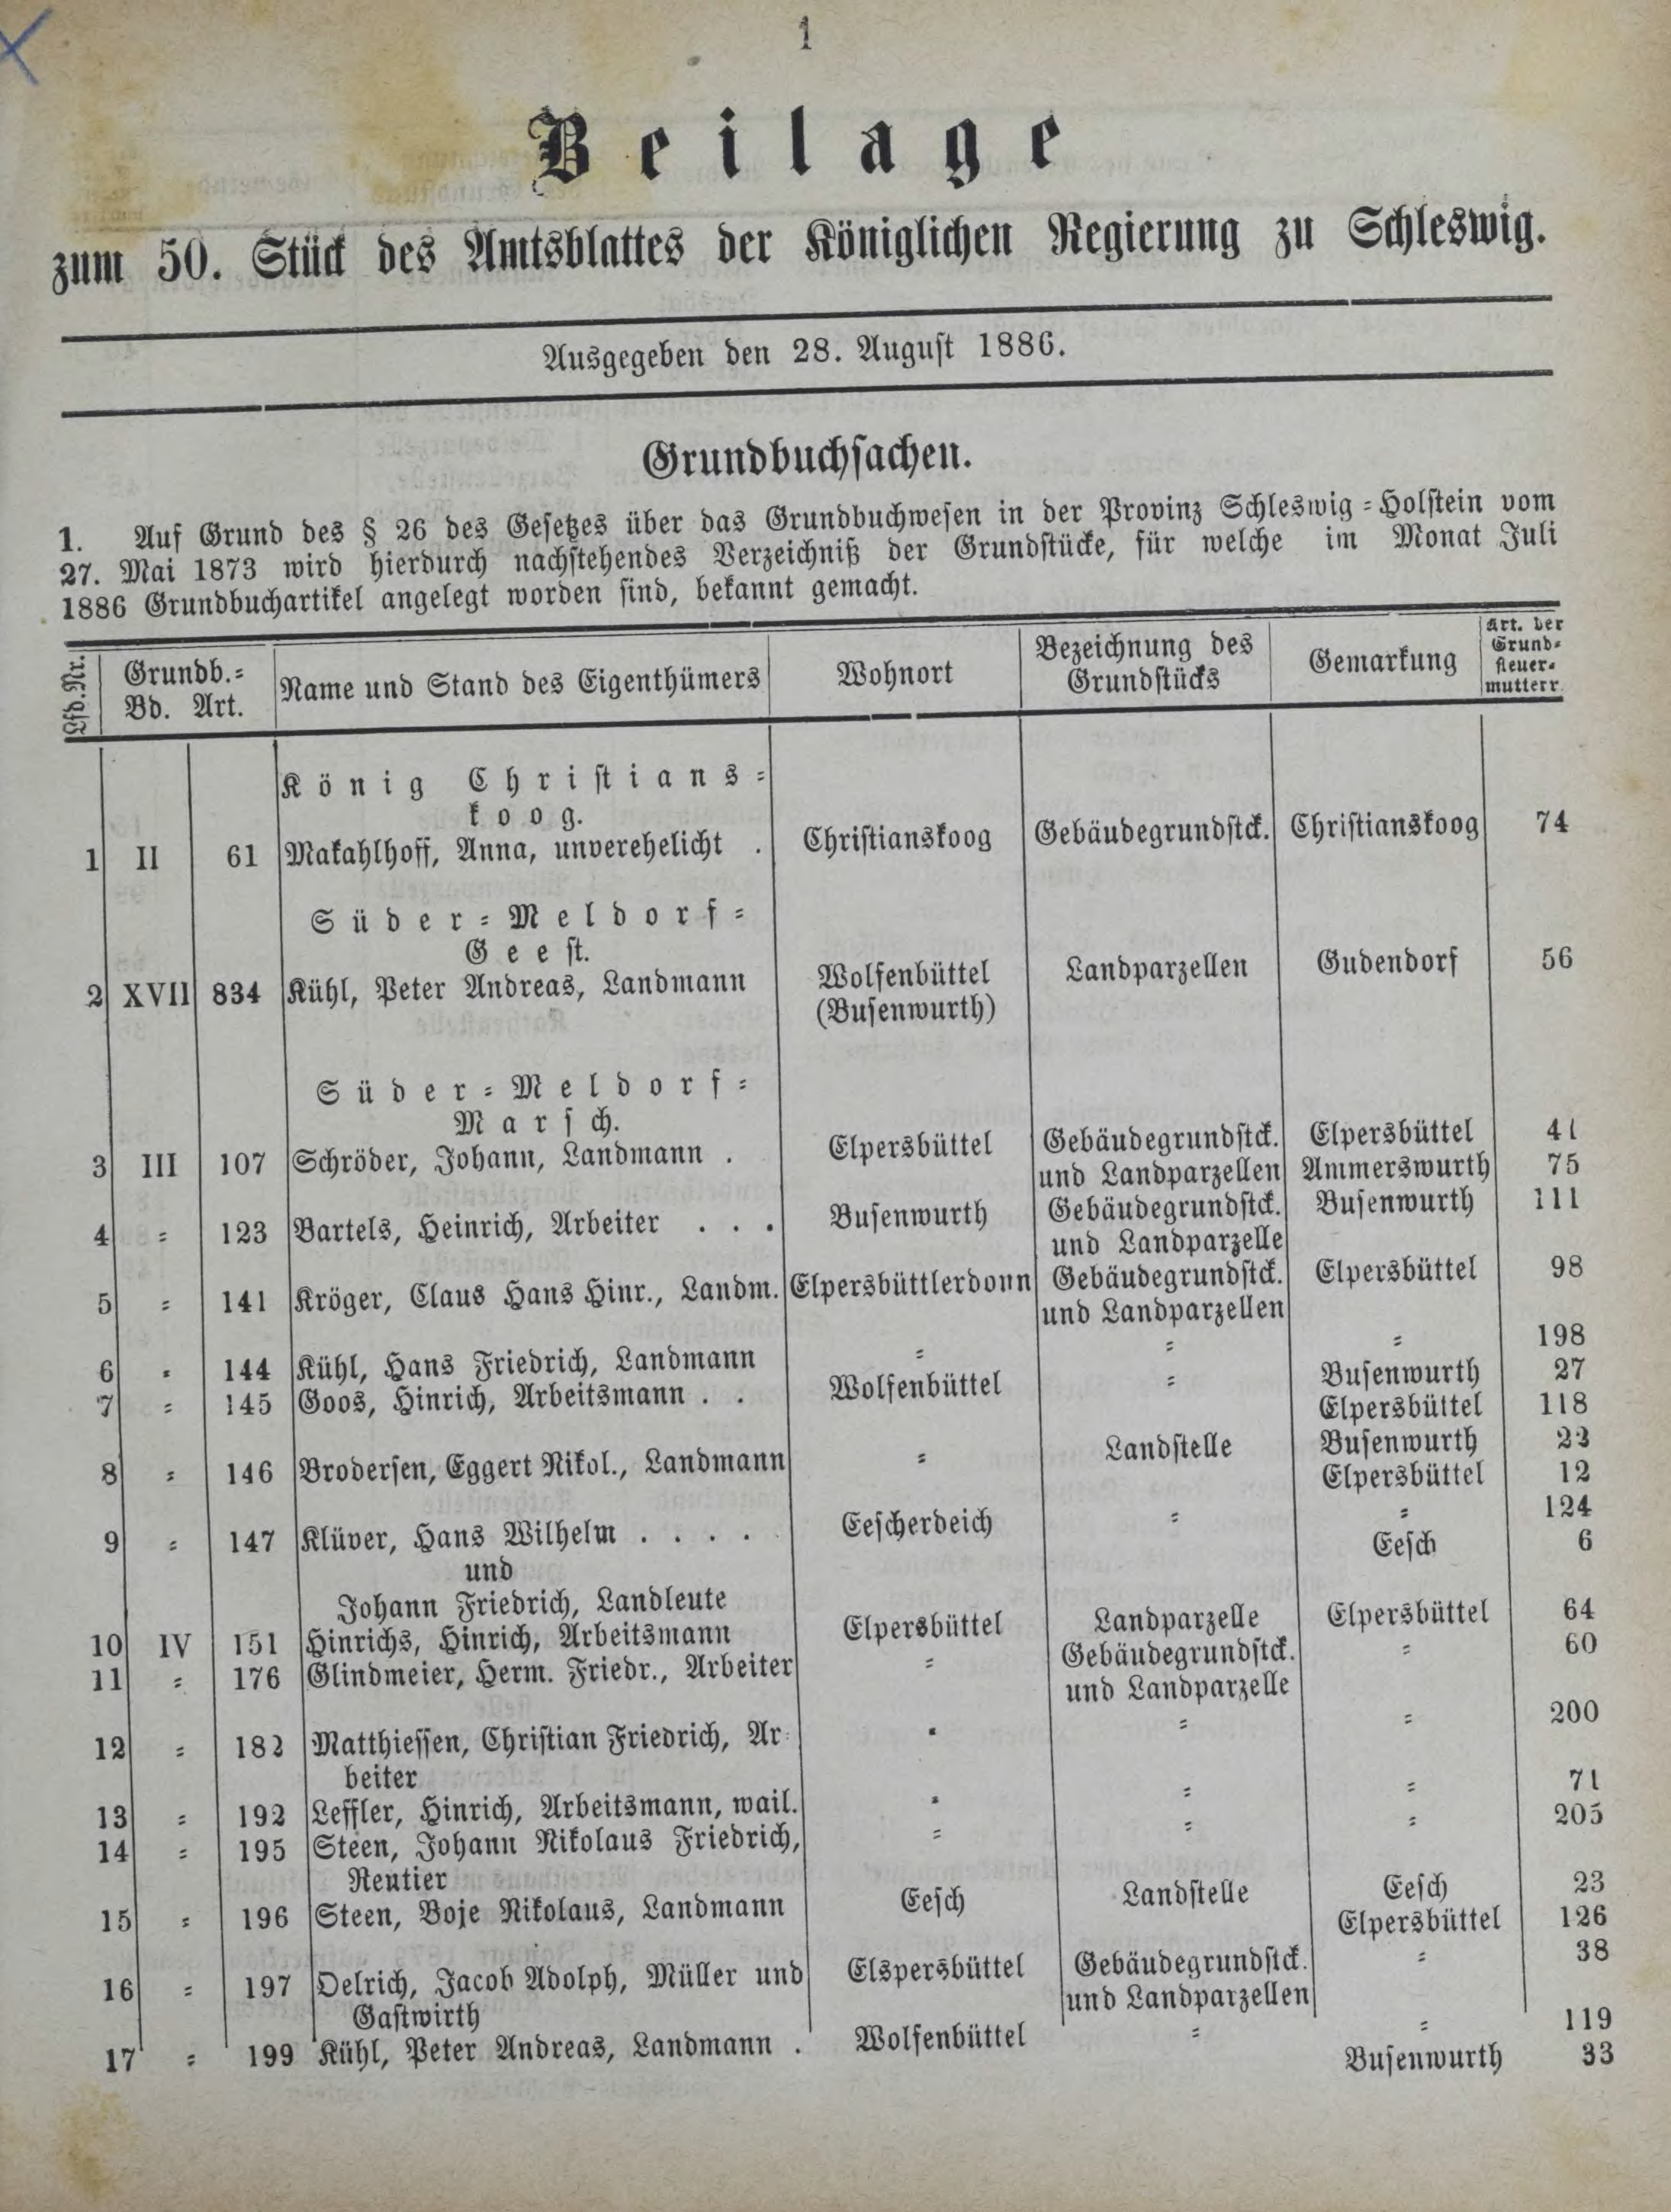 1
Beilage
zum 50. Stück des Amtsblattes der Königlichen Regierung zu Schleswig.
Ausgegeben den 28. August 1886.
Grundbuchsachen.
1. Auf Grund des § 26 des Gesetzes über das Grundbuchwesen in der Provinz Schleswig-Holstein vom
27. Mai 1873 wird hierdurch nachstehendes Verzeichniß der Grundstücke, für welche im Monat Juli
1886 Grundbuchartikel angelegt worden sind, bekannt gemacht.
Lfd. Nr. Grundb.- Bd. Art. Name und Stand des Eigenthümers Wohnort Bezeichnung des Grundstücks Gemarkung Art. der Grund-steuer-mutterr.
König Christians-
koog.
1 II 61 Makahlhoff, Anna, unverehelicht . Christianskoog Gebäudegrundstck. Christianskoog 74
Süder-Meldorf-
Geest.
2 XVII 834 Kühl, Peter Andreas, Landmann Wolfenbüttel Landparzellen Gudendorf 56
(Busenwurth)
Süder-Meldorf-
Marsch.
3 III 107 Schröder, Johann, Landmann . Elpersbüttel Gebäudegrundstck. Elpersbüttel 41
und Landparzellen Ammerswurth 75
4 = 123 Bartels, Heinrich, Arbeiter . . . Busenwurth Gebäudegrundstck. Busenwurth 111
und Landparzelle
5 = 141 Kröger, Claus Hans Hinr., Landm. Elpersbüttlerdonn Gebäudegrundstck. Elpersbüttel 98
und Landparzellen
6 = 144 Kühl, Hans Friedrich, Landmann = = = 198
7 = 145 Goos, Hinrich, Arbeitsmann . . Wolfenbüttel = Busenwurth 27
Elpersbüttel 118
8 = 146 Brodersen, Eggert Nikol., Landmann = Landstelle Busenwurth 22
Elpersbüttel 12
9 = 147 Klüver, Hans Wilhelm . . . . Eescherdeich = = 124
und Eesch 6
Johann Friedrich, Landleute
10 IV 151 Hinrichs, Hinrich, Arbeitsmann Elpersbüttel Landparzelle Elpersbüttel 64
11 = 176 Glindmeier, Herm. Friedr., Arbeiter = Gebäudegrundstck. = 60
und Landparzelle
12 = 182 Matthiessen, Christian Friedrich, Ar- = = = 200
beiter
13 = 192 Leffler, Hinrich, Arbeitsmann, wail. = = = 71
14 = 195 Steen, Johann Nikolaus Friedrich, = = = 205
Rentier
15 = 196 Steen, Boje Nikolaus, Landmann Eesch Landstelle Eesch 23
Elpersbüttel 126
16 = 197 Oelrich, Jacob Adolph, Müller und Elspersbüttel Gebäudegrundstck. = 38
Gastwirth und Landparzellen
17 = 199 Kühl, Peter Andreas, Landmann . Wolfenbüttel = = 119
Busenwurth 33